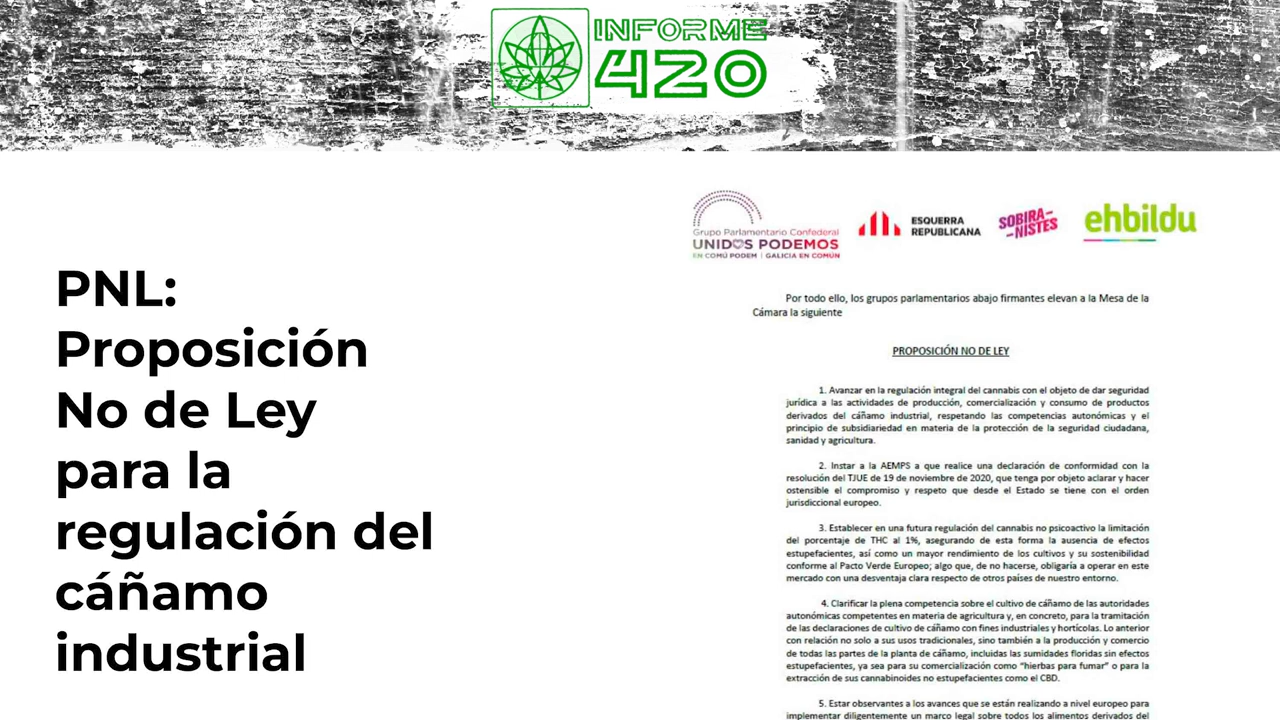 INFORME
420
PNL:
Proposición
No de Ley
para la
regulación del
cáñamo
industrial
Grupo Parlamentario Confederal
UNIDOS PODEMOS
EN COMÚ PODEM | GALICIA EN COMÚN
ESQUERRA
REPUBLICANA
SOBIRA-
-NISTES
ehbildu
Por todo ello, los grupos parlamentarios abajo firmantes elevan a la Mesa de la
Cámara la siguiente
PROPOSICIÓN NO DE LEY
1. Avanzar en la regulación integral del cannabis con el objeto de dar seguridad
jurídica a las actividades de producción, comercialización y consumo de productos
derivados del cáñamo industrial, respetando las competencias autonómicas y el
principio de subsidiariedad en materia de la protección de la seguridad ciudadana,
sanidad y agricultura.
2. Instar a la AEMPS a que realice una declaración de conformidad con la
resolución del TJUE de 19 de noviembre de 2020, que tenga por objeto aclarar y hacer
ostensible el compromiso y respeto que desde el Estado se tiene con el orden
jurisdiccional europeo.
3. Establecer en una futura regulación del cannabis no psicoactivo la limitación
del porcentaje de THC al 1%, asegurando de esta forma la ausencia de efectos
estupefacientes, así como un mayor rendimiento de los cultivos y su sostenibilidad
conforme al Pacto Verde Europeo; algo que, de no hacerse, obligaría a operar en este
mercado con una desventaja clara respecto de otros países de nuestro entorno.
4. Clarificar la plena competencia sobre el cultivo de cáñamo de las autoridades
autonómicas competentes en materia de agricultura y, en concreto, para la tramitación
de las declaraciones de cultivo de cáñamo con fines industriales y hortícolas. Lo anterior
con relación no solo a sus usos tradicionales, sino también a la producción y comercio
de todas las partes de la planta de cáñamo, incluidas las sumidades floridas sin efectos
estupefacientes, ya sea para su comercialización como “hierbas para fumar” o para la
extracción de sus cannabinoides no estupefacientes como el CBD.
5. Estar observantes a los avances que se están realizando a nivel europeo para
implementar diligentemente un marco legal sobre todos los alimentos derivados del